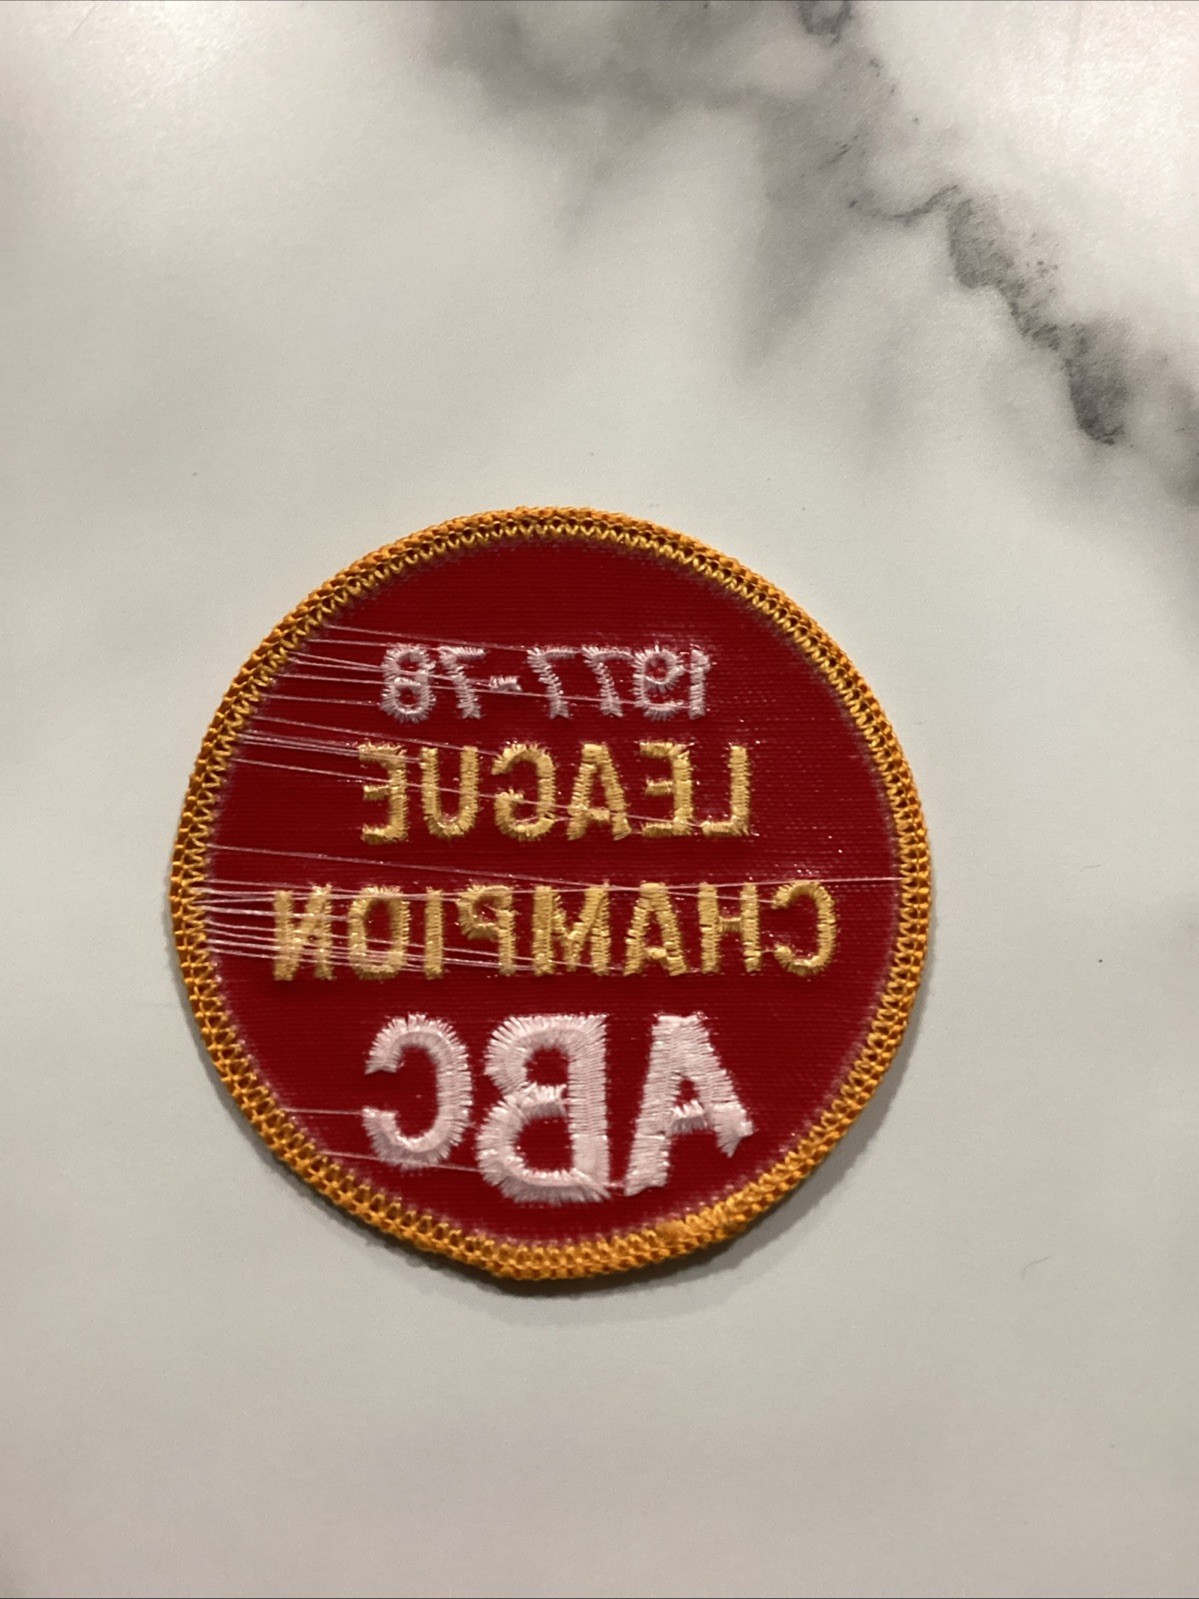 1977-78
LEAGUE
CHAMPION
ABC